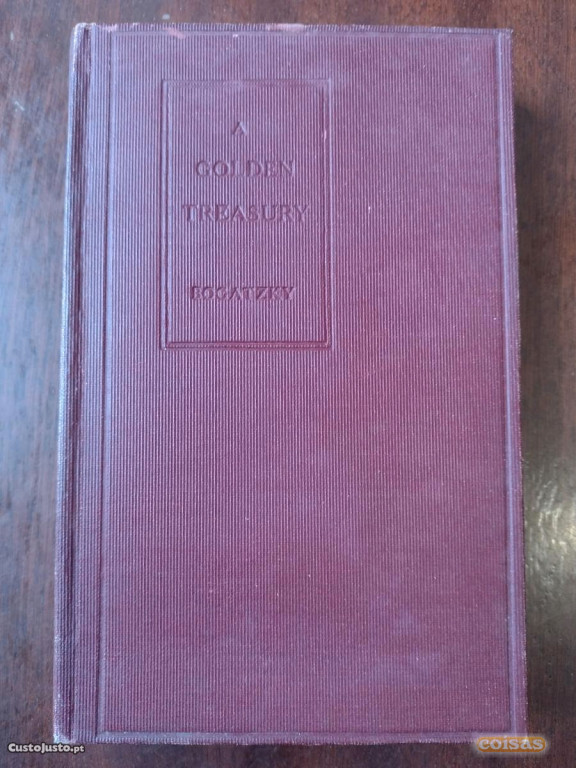 A
GOLDEN
TREASURY
BOGATZKY
CustoJusto.pt
coisas